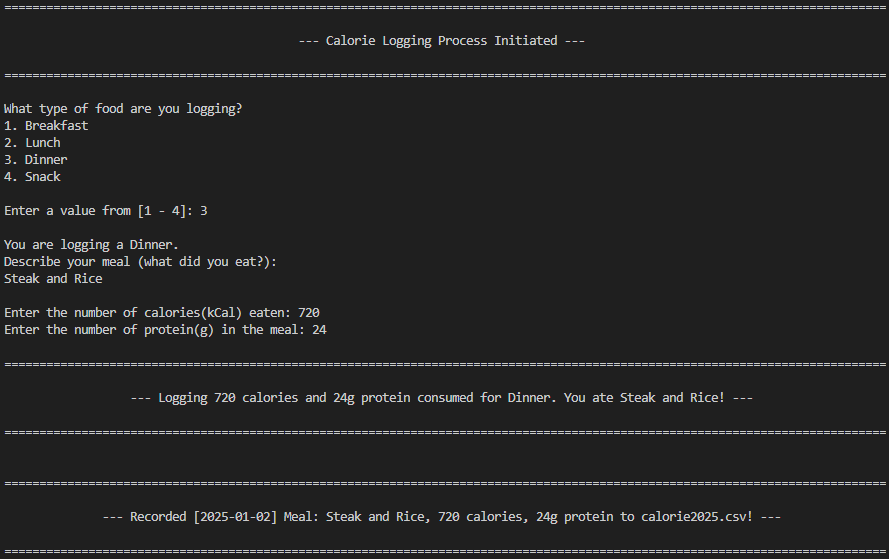 ==============================================================================================================================
--- Calorie Logging Process Initiated ---
==============================================================================================================================
What type of food are you logging?
1. Breakfast
2. Lunch
3. Dinner
4. Snack
Enter a value from [1 - 4]: 3
You are logging a Dinner.
Describe your meal (what did you eat?):
Steak and Rice
Enter the number of calories(kCal) eaten: 720
Enter the number of protein(g) in the meal: 24
==============================================================================================================================
--- Logging 720 calories and 24g protein consumed for Dinner. You ate Steak and Rice! ---
==============================================================================================================================
==============================================================================================================================
--- Recorded [2025-01-02] Meal: Steak and Rice, 720 calories, 24g protein to calorie2025.csv! ---
==============================================================================================================================